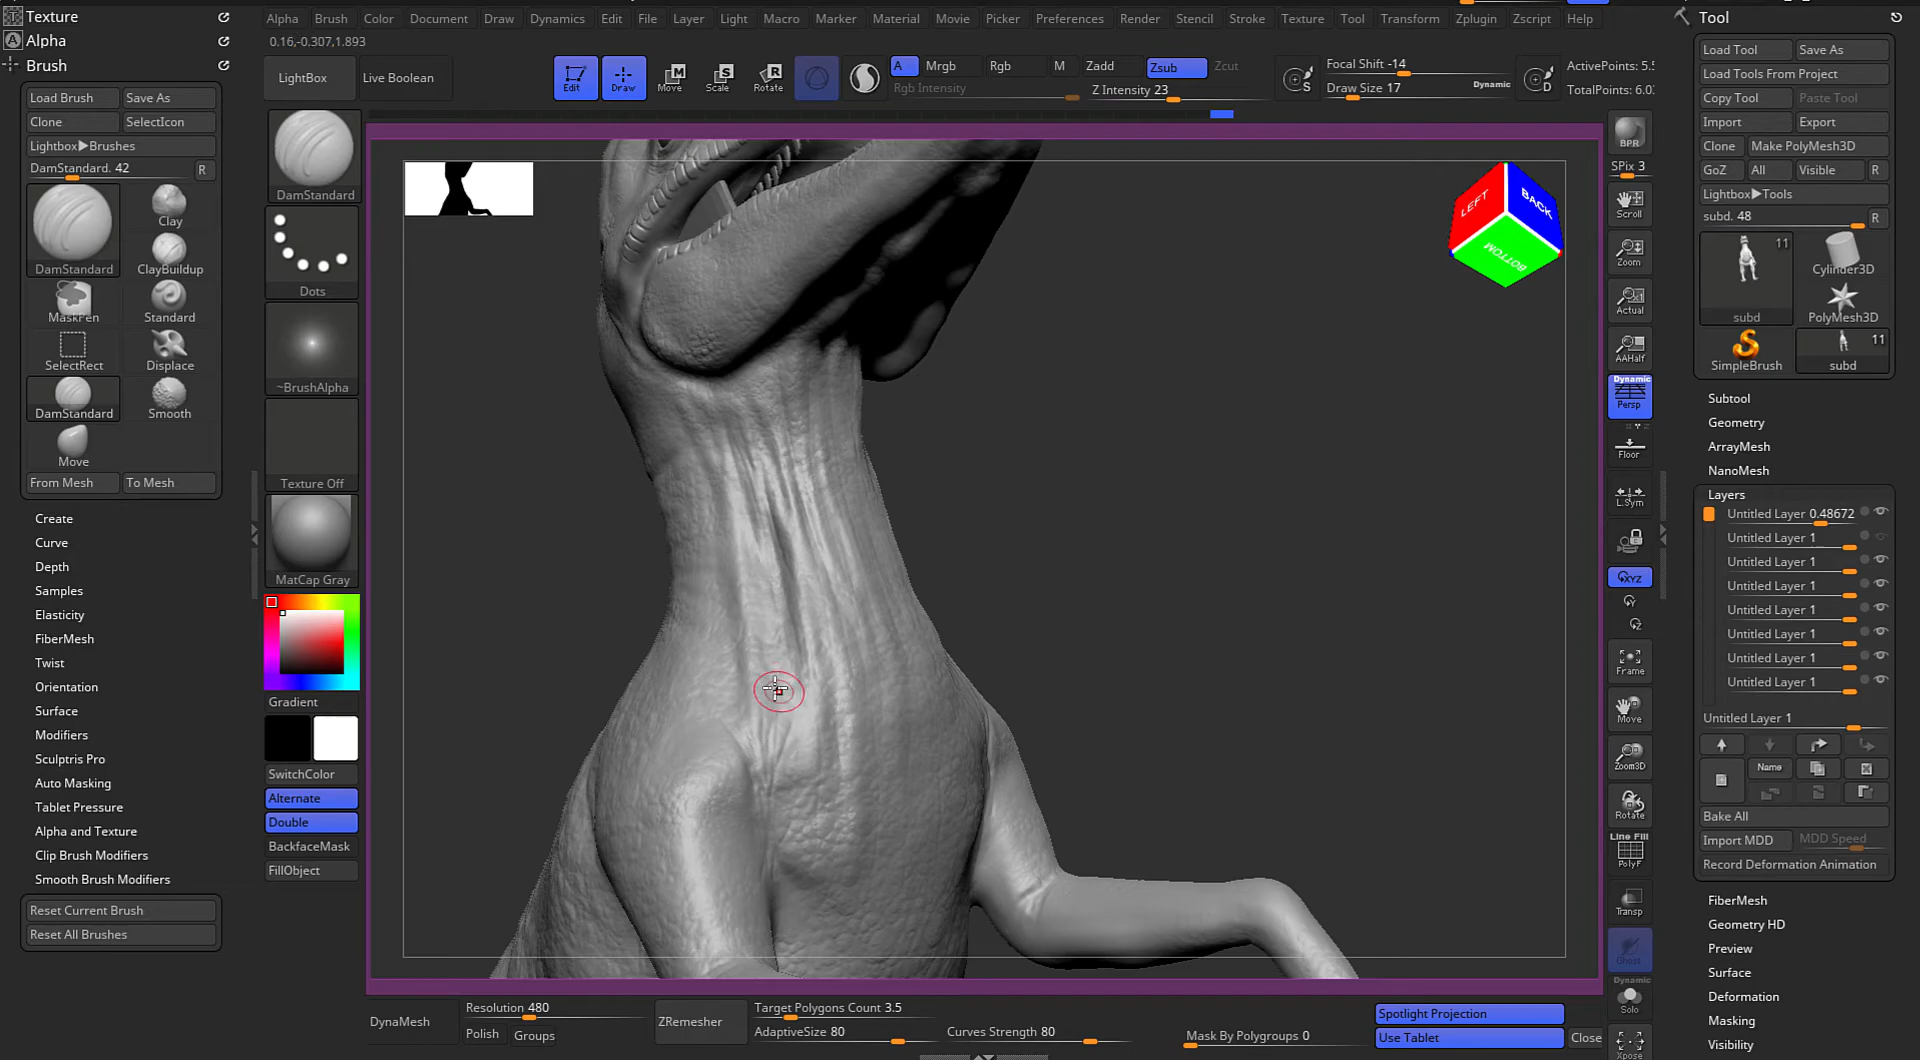 Texture
Alpha
Brush
Load Brush Save As
Clone SelectIcon
Lightbox▶Brushes
DamStandard. 42 R
DamStandard Clay
ClayBuildup
MaskPen Standard
SelectRect Displace
DamStandard Smooth
Move
From Mesh To Mesh
Create
Curve
Depth
Samples
Elasticity
FiberMesh
Twist
Orientation
Surface
Modifiers
Sculptris Pro
Auto Masking
Tablet Pressure
Alpha and Texture
Clip Brush Modifiers
Smooth Brush Modifiers
Reset Current Brush
Reset All Brushes
Alpha Brush Color Document Draw Dynamics Edit File Layer Light Macro Marker Material Movie Picker Preferences Render Stencil Stroke Texture Tool Transform Zplugin Zscript Help
0.16,-0.307,1.893
LightBox Live Boolean
Edit Draw Move Scale Rotate
A Mrgb Rgb M Zadd Zsub Zcut
Rgb Intensity Z Intensity 23
Focal Shift -14
Draw Size 17 Dynamic
S D
ActivePoints: 5.5
TotalPoints: 6.0
DamStandard
Dots
~BrushAlpha
Texture Off
MatCap Gray
Gradient
SwitchColor
Alternate
Double
BackfaceMask
FillObject
LEFT BACK
BOTTOM
BPR
SPix 3
Scroll
Zoom
Actual
AAHalf
Dynamic
Persp
Floor
L.Sym
XYZ
Y
Z
Frame
Move
Zoom3D
Rotate
Line Fill
PolyF
Transp
Ghost
Dynamic
Solo
Xpose
Tool
Load Tool Save As
Load Tools From Project
Copy Tool Paste Tool
Import Export
Clone Make PolyMesh3D
GoZ All Visible R
Lightbox▶Tools
subd. 48 R
11
subd Cylinder3D
PolyMesh3D
11
SimpleBrush subd
Subtool
Geometry
ArrayMesh
NanoMesh
Layers
Untitled Layer 0.48672
Untitled Layer 1
Untitled Layer 1
Untitled Layer 1
Untitled Layer 1
Untitled Layer 1
Untitled Layer 1
Untitled Layer 1
Untitled Layer 1
Name
Bake All
Import MDD MDD Speed
Record Deformation Animation
FiberMesh
Geometry HD
Preview
Surface
Deformation
Masking
Visibility
DynaMesh
Resolution 480
Polish Groups
ZRemesher
Target Polygons Count 3.5
AdaptiveSize 80 Curves Strength 80
Mask By Polygroups 0
Spotlight Projection
Use Tablet Close